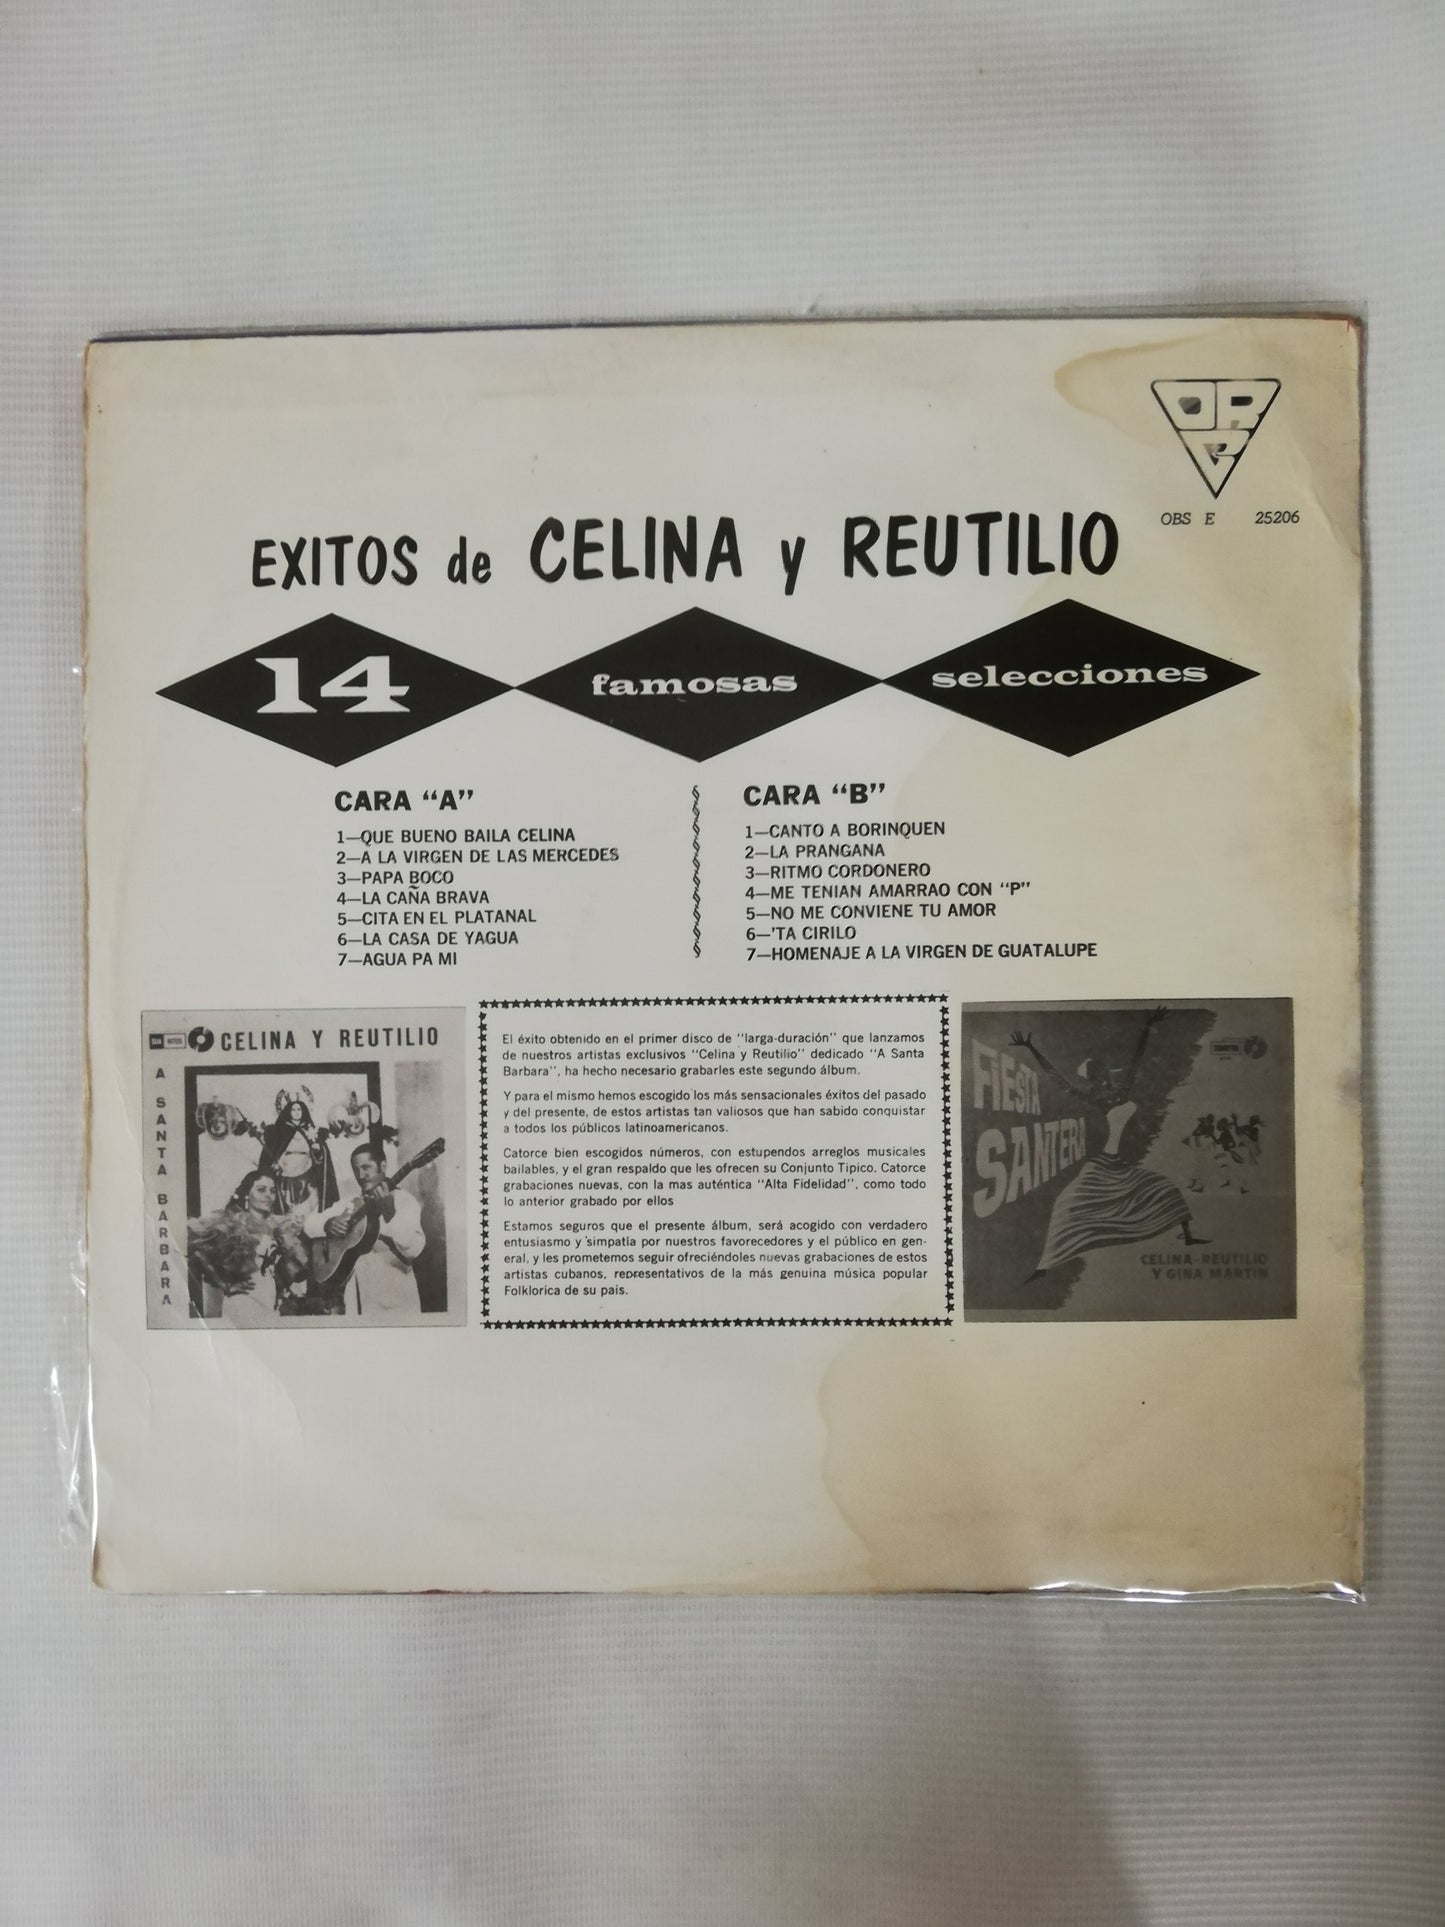 ORB
OBS E 25206
EXITOS de CELINA y REUTILIO
14 famosas selecciones
CARA “A”
1—QUE BUENO BAILA CELINA
2—A LA VIRGEN DE LAS MERCEDES
3—PAPA BOCO
4—LA CAÑA BRAVA
5—CITA EN EL PLATANAL
6—LA CASA DE YAGUA
7—AGUA PA MI
CARA “B”
1—CANTO A BORINQUEN
2—LA PRANGANA
3—RITMO CORDONERO
4—ME TENIAN AMARRAO CON “P”
5—NO ME CONVIENE TU AMOR
6—'TA CIRILO
7—HOMENAJE A LA VIRGEN DE GUATALUPE
CELINA Y REUTILIO
A SANTA BARBARA
El éxito obtenido en el primer disco de “larga-duración” que lanzamos
de nuestros artistas exclusivos “Celina y Reutilio” dedicado “A Santa
Barbara”, ha hecho necesario grabarles este segundo álbum.
Y para el mismo hemos escogido los más sensacionales éxitos del pasado
y del presente, de estos artistas tan valiosos que han sabido conquistar
a todos los públicos latinoamericanos.
Catorce bien escogidos números, con estupendos arreglos musicales
bailables, y el gran respaldo que les ofrecen su Conjunto Tipico. Catorce
grabaciones nuevas, con la mas auténtica “Alta Fidelidad”, como todo
lo anterior grabado por ellos
Estamos seguros que el presente álbum, será acogido con verdadero
entusiasmo y simpatía por nuestros favorecedores y el público en gen-
eral, y les prometemos seguir ofreciéndoles nuevas grabaciones de estos
artistas cubanos, representativos de la más genuina música popular
Folklorica de su pais.
FIESTA
SANTERA
CELINA-REUTILIO
Y GINA MARTIN